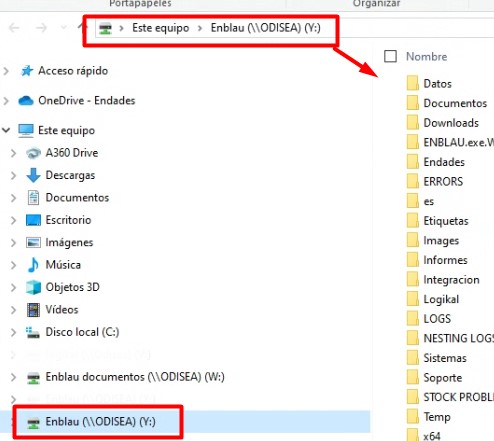 Portapapeles
Organizar
Este equipo > Enblau (\\ODISEA) (Y:)
Nombre
Acceso rápido
OneDrive - Endades
Este equipo
A360 Drive
Descargas
Documentos
Escritorio
Imágenes
Música
Objetos 3D
Vídeos
Disco local (C:)
Enblau documentos (\\ODISEA) (W:)
Enblau (\\ODISEA) (Y:)
Datos
Documentos
Downloads
ENBLAU.exe.W
Endades
ERRORS
es
Etiquetas
Images
Informes
Integracion
Logikal
LOGS
NESTING LOGS
Sistemas
Soporte
STOCK PROBL
Temp
x64